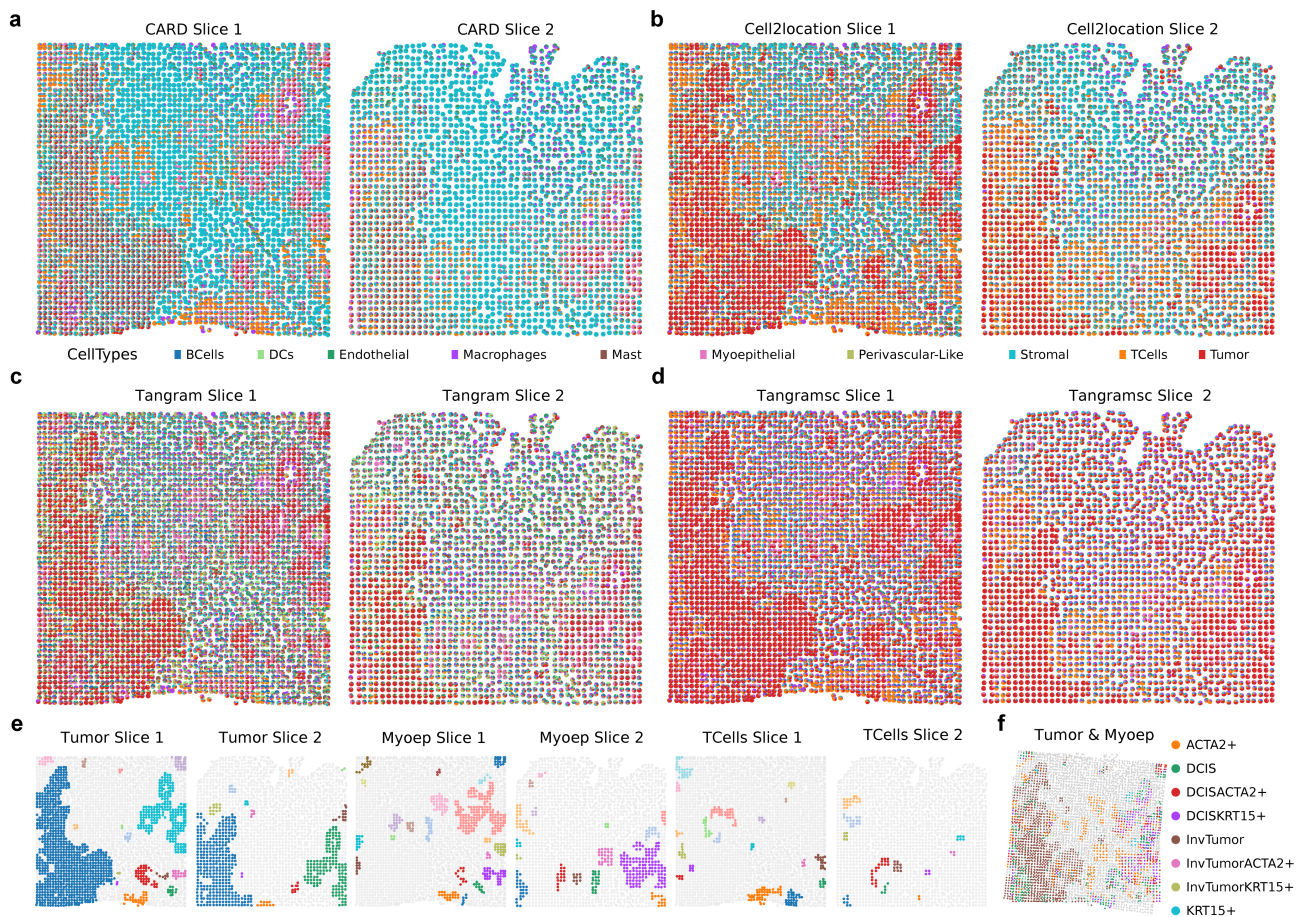 a
b
CARD Slice 1
CARD Slice 2
Cell2location Slice 1
Cell2location Slice 2
CellTypes
BCells
DCs
Endothelial
Macrophages
Mast
Myoepithelial
Perivascular-Like
Stromal
TCells
Tumor
c
d
Tangram Slice 1
Tangram Slice 2
Tangramsc Slice 1
Tangramsc Slice 2
e
f
Tumor Slice 1
Tumor Slice 2
Myoep Slice 1
Myoep Slice 2
TCells Slice 1
TCells Slice 2
Tumor & Myoep
ACTA2+
DCIS
DCISACTA2+
DCISKRT15+
InvTumor
InvTumorACTA2+
InvTumorKRT15+
KRT15+